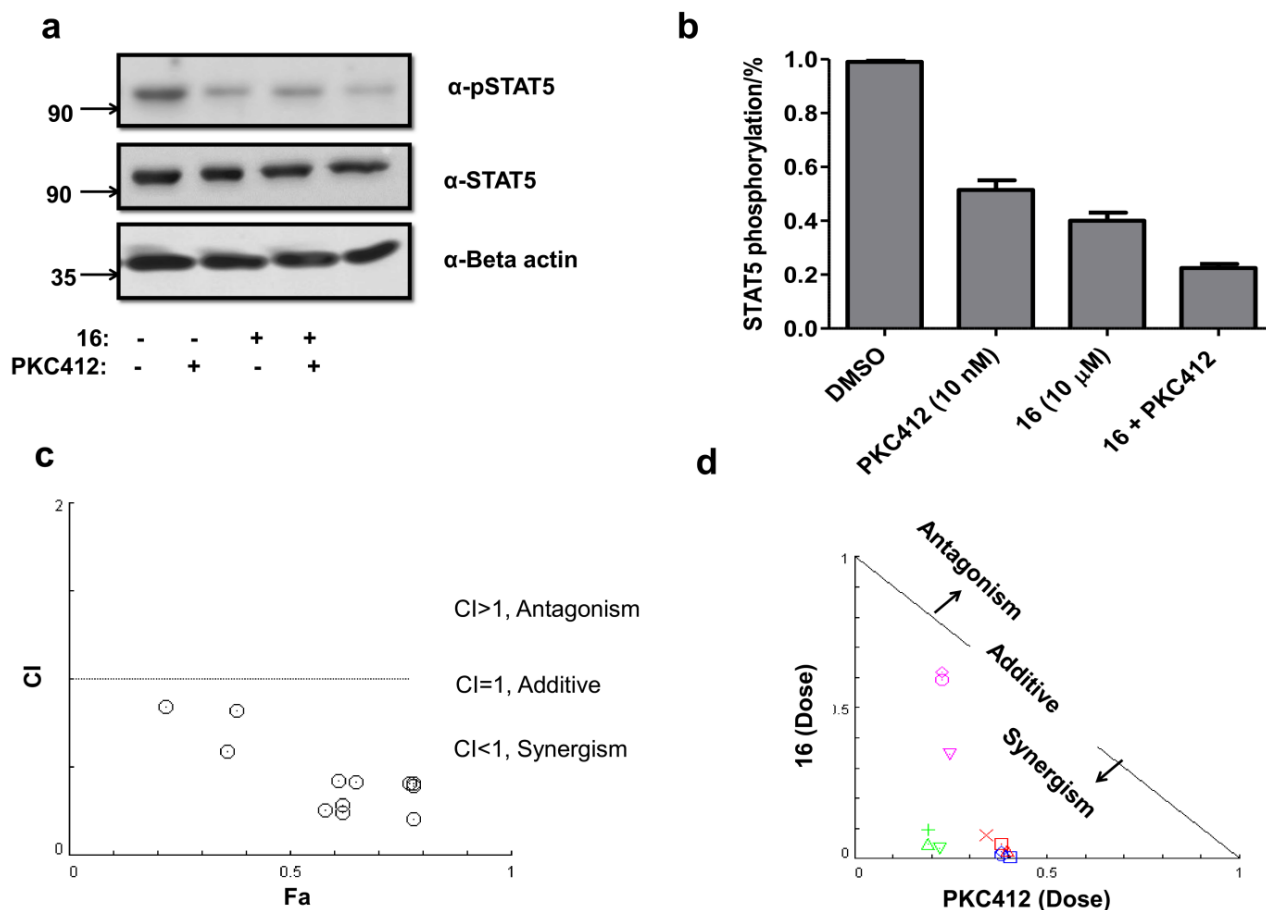 a
α-pSTAT5
90
α-STAT5
90
α-Beta actin
35
16: - - + +
PKC412: - + - +
b
STAT5 phosphorylation/%
1.0
0.8
0.6
0.4
0.2
0.0
DMSO
PKC412 (10 nM)
16 (10 μM)
16 + PKC412
c
2
CI
0
0
0.5
1
Fa
CI>1, Antagonism
CI=1, Additive
CI<1, Synergism
d
1
0.5
0
16 (Dose)
0
0.5
1
PKC412 (Dose)
Antagonism
Additive
Synergism